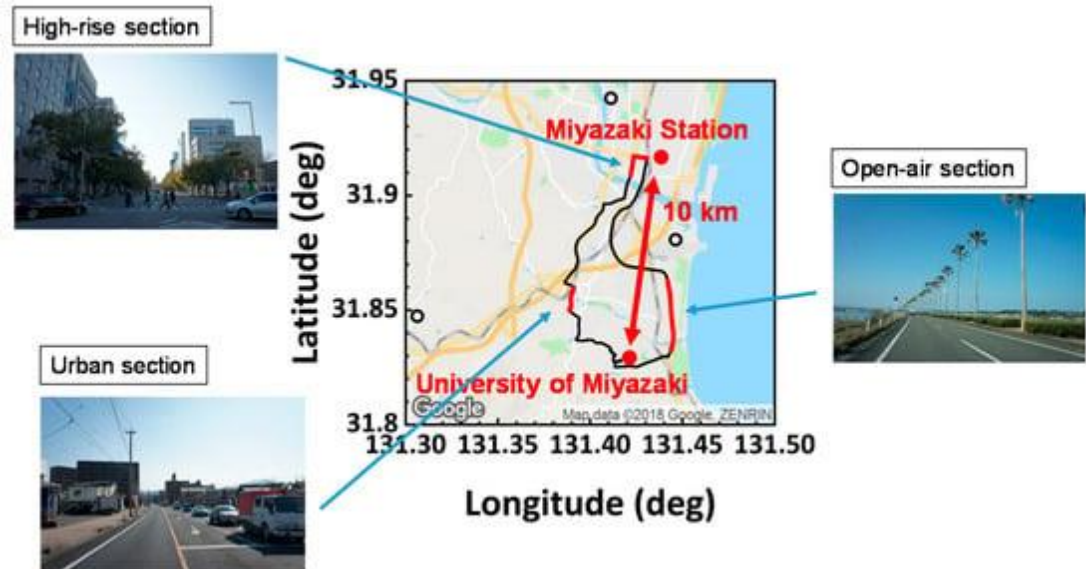 High-rise section
31.95
Miyazaki Station
Open-air section
31.9
10 km
Latitude (deg)
31.85
Urban section
University of Miyazaki
Google
Map data ©2018 Google, ZENRIN
31.8
131.30 131.35 131.40 131.45 131.50
Longitude (deg)